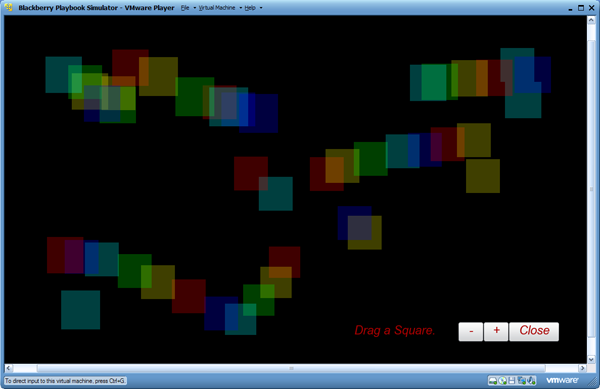 Blackberry Playbook Simulator - VMware Player File Virtual Machine Help
Drag a Square. - + Close
To direct input to this virtual machine, press Ctrl+G. vmware